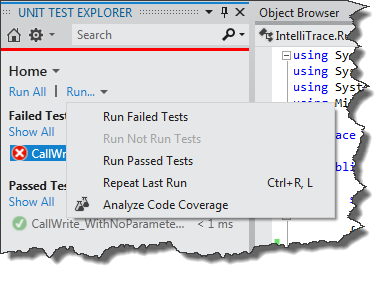 UNIT TEST EXPLORER
Search
Home
Run All | Run...
Failed Tes
Show All
CallWrit
Passed Tes
Show All
CallWrite_WithNoParamete... < 1 ms
Run Failed Tests
Run Not Run Tests
Run Passed Tests
Repeat Last Run Ctrl+R, L
Analyze Code Coverage
Object Browser
IntelliTrace.Ru
using Sy
using Sys
using Syst
using Mi
ace
bli